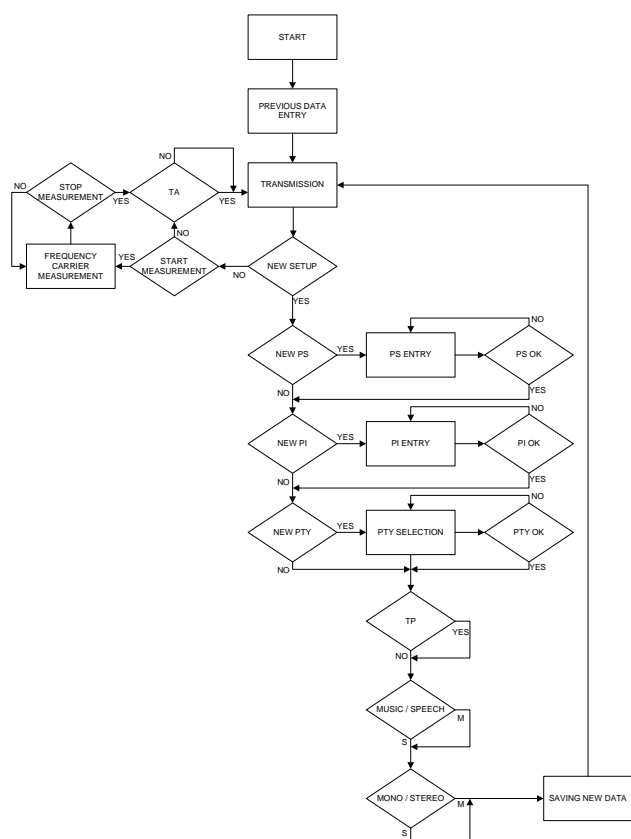 START
PREVIOUS DATA
ENTRY
NO
TRANSMISSION
NO
STOP
MEASUREMENT
YES
TA
YES
NO
FREQUENCY
CARRIER
MEASUREMENT
YES
START
MEASUREMENT
NO
NEW SETUP
YES
NO
NEW PS
YES
PS ENTRY
PS OK
NO
YES
NO
NEW PI
YES
PI ENTRY
PI OK
NO
YES
NO
NEW PTY
YES
PTY SELECTION
PTY OK
NO
YES
TP
YES
NO
MUSIC / SPEECH
M
S
MONO / STEREO
M
SAVING NEW DATA
S